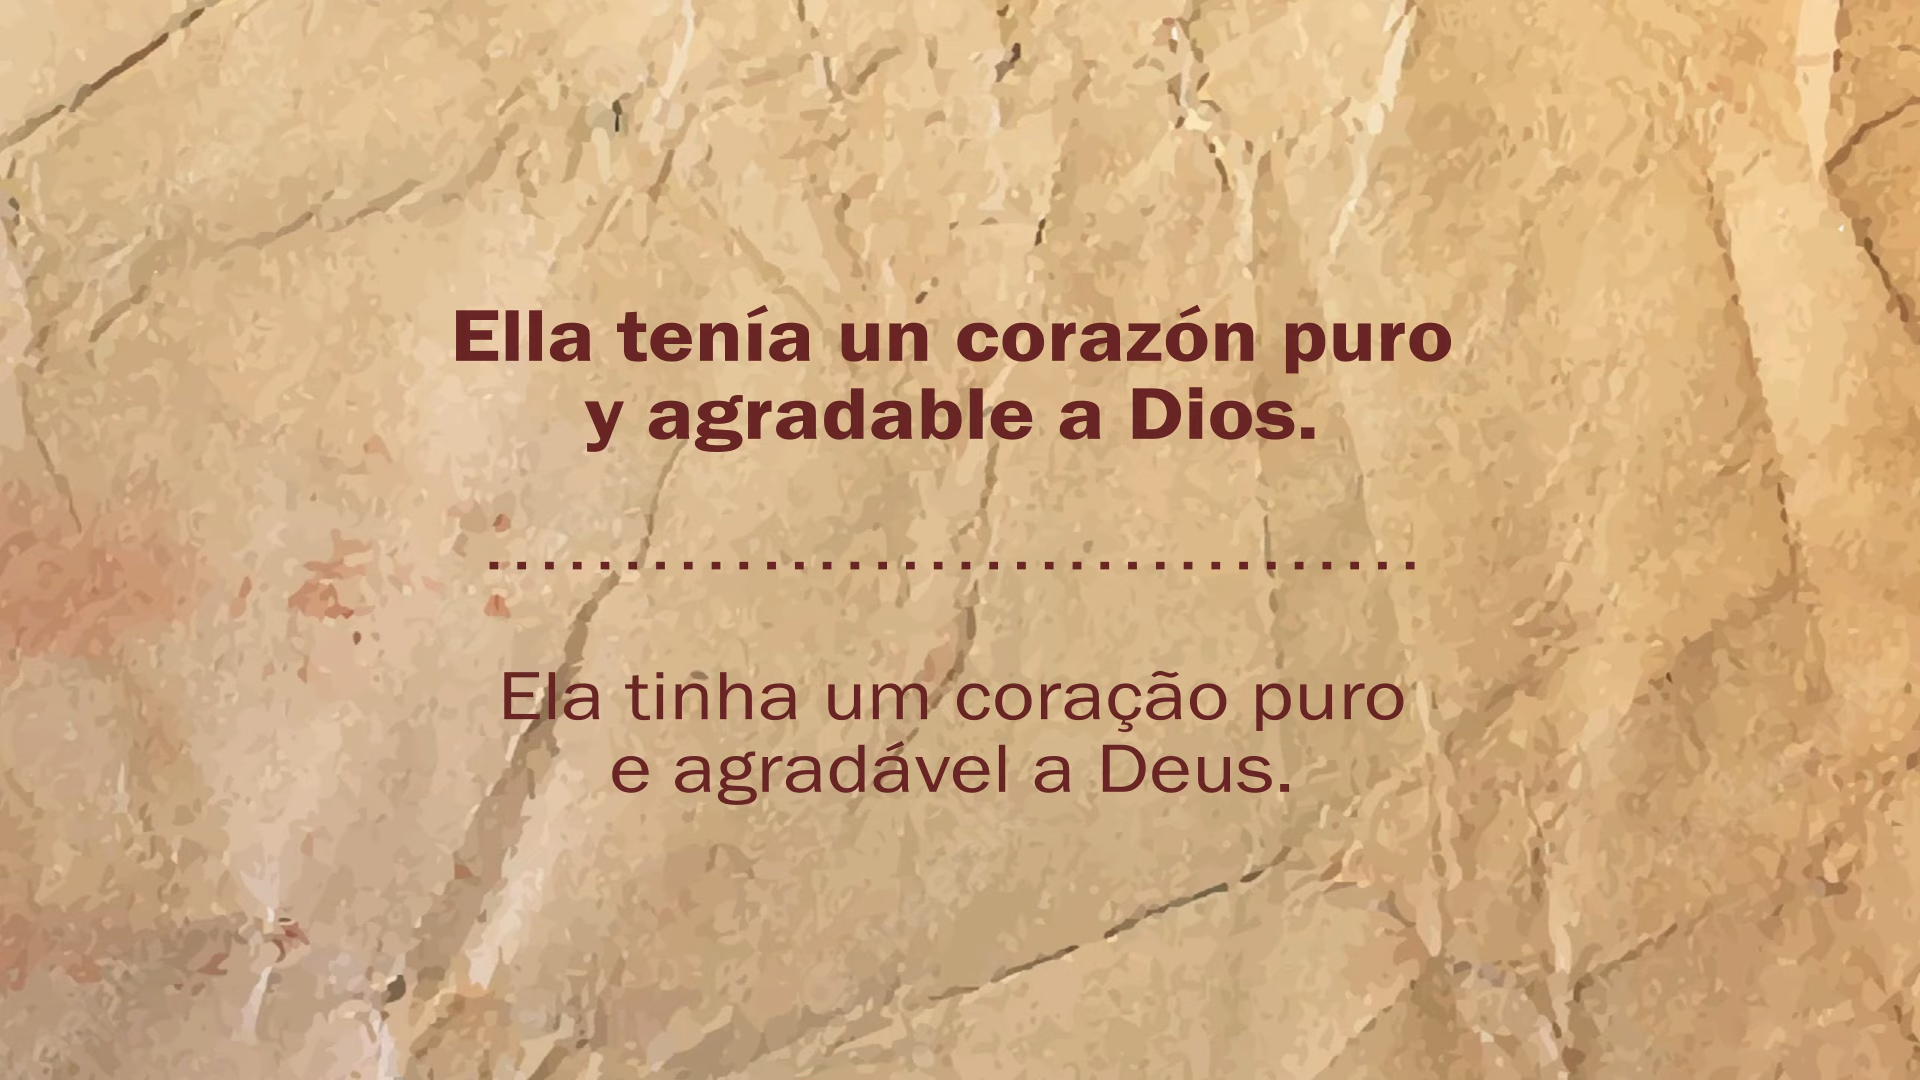 Ella tenía un corazón puro
y agradable a Dios.
Ela tinha um coração puro
e agradável a Deus.